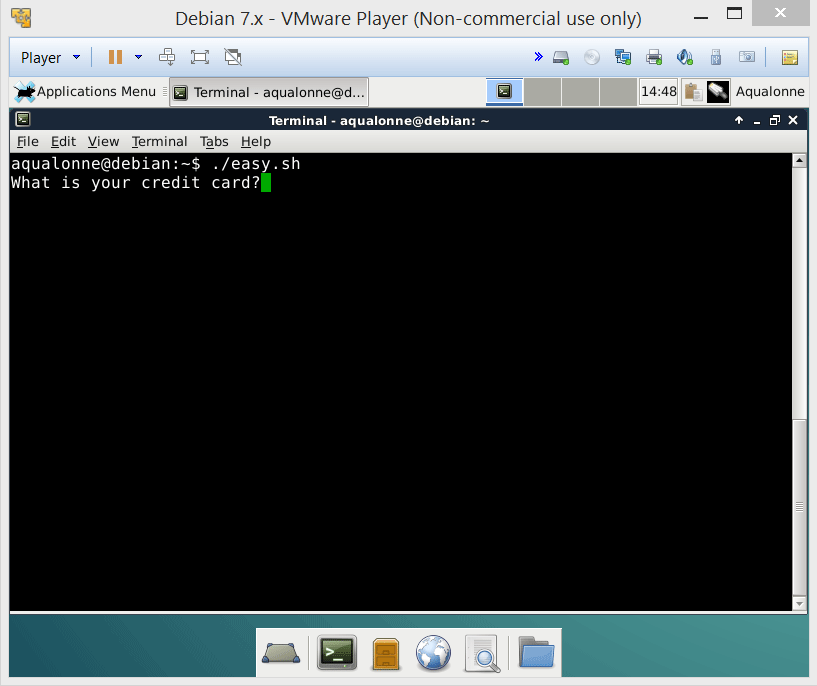 Debian 7.x - VMware Player (Non-commercial use only)
Player
Applications Menu
Terminal - aqualonne@d...
14:48
Aqualonne
Terminal - aqualonne@debian: ~
File Edit View Terminal Tabs Help
aqualonne@debian:~$ ./easy.sh
What is your credit card?